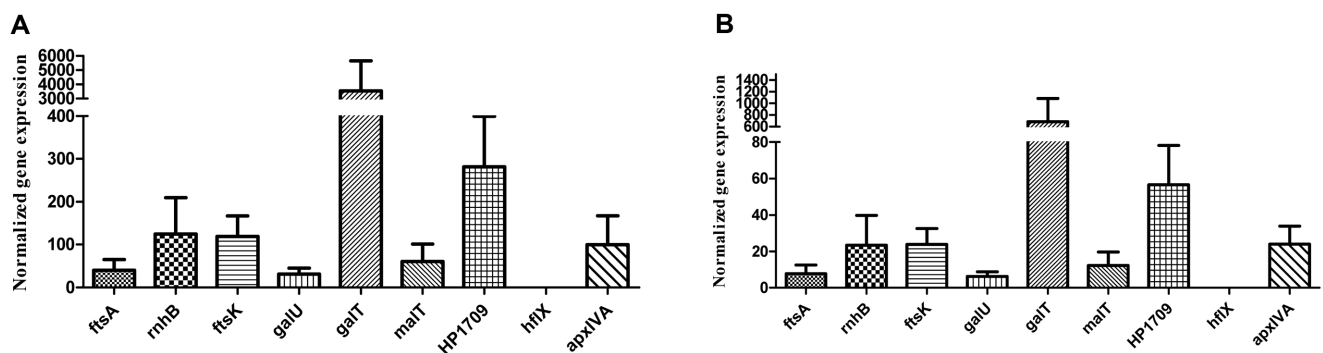 A
Normalized gene expression
6000
5000
4000
3000
400
300
200
100
0
ftsA
rnhB
ftsK
galU
galT
malT
HP1709
hflX
apxIVA
B
Normalized gene expression
1400
1200
1000
800
600
80
60
40
20
0
ftsA
rnhB
ftsK
galU
galT
malT
HP1709
hflX
apxIVA